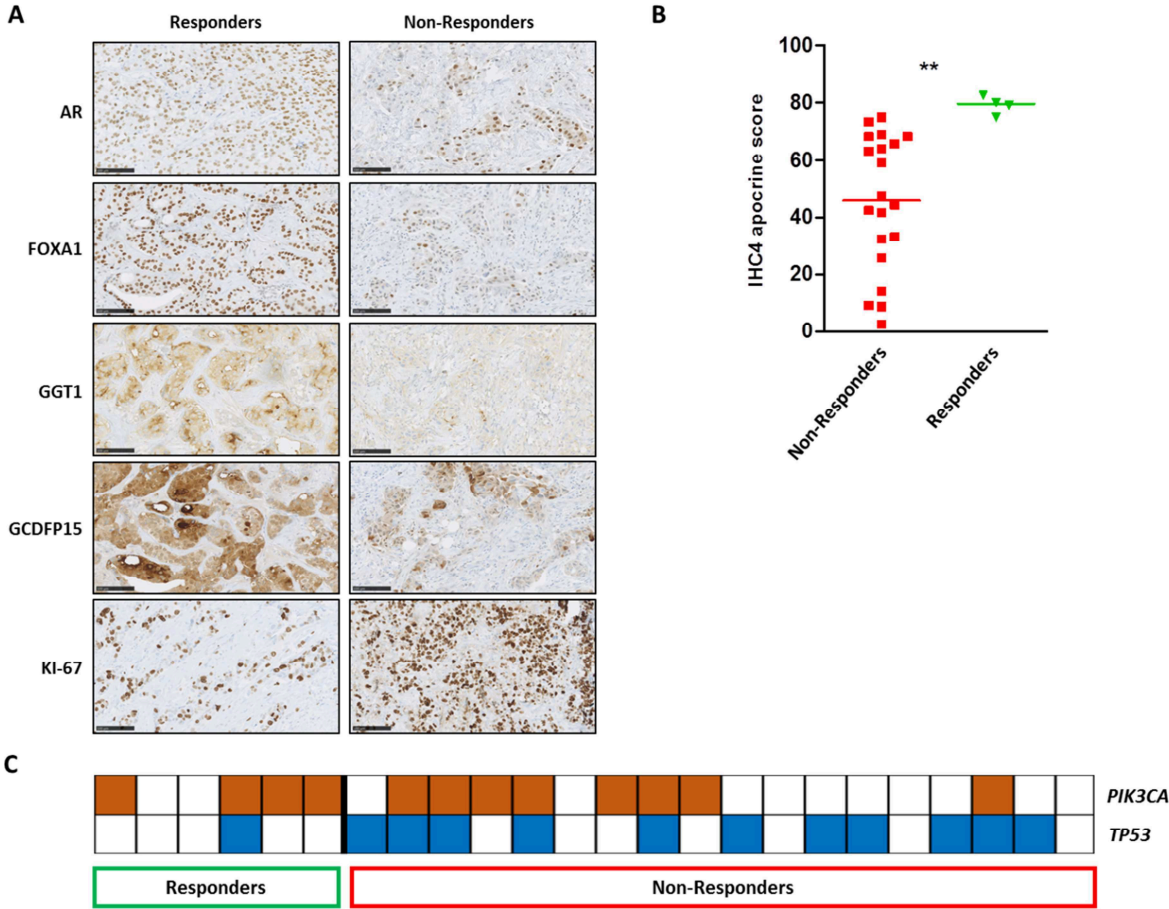 A
Responders
Non-Responders
AR
FOXA1
GGT1
GCDFP15
KI-67
B
IHC4 apocrine score
100
80
60
40
20
0
**
Non-Responders
Responders
C
PIK3CA
TP53
Responders
Non-Responders